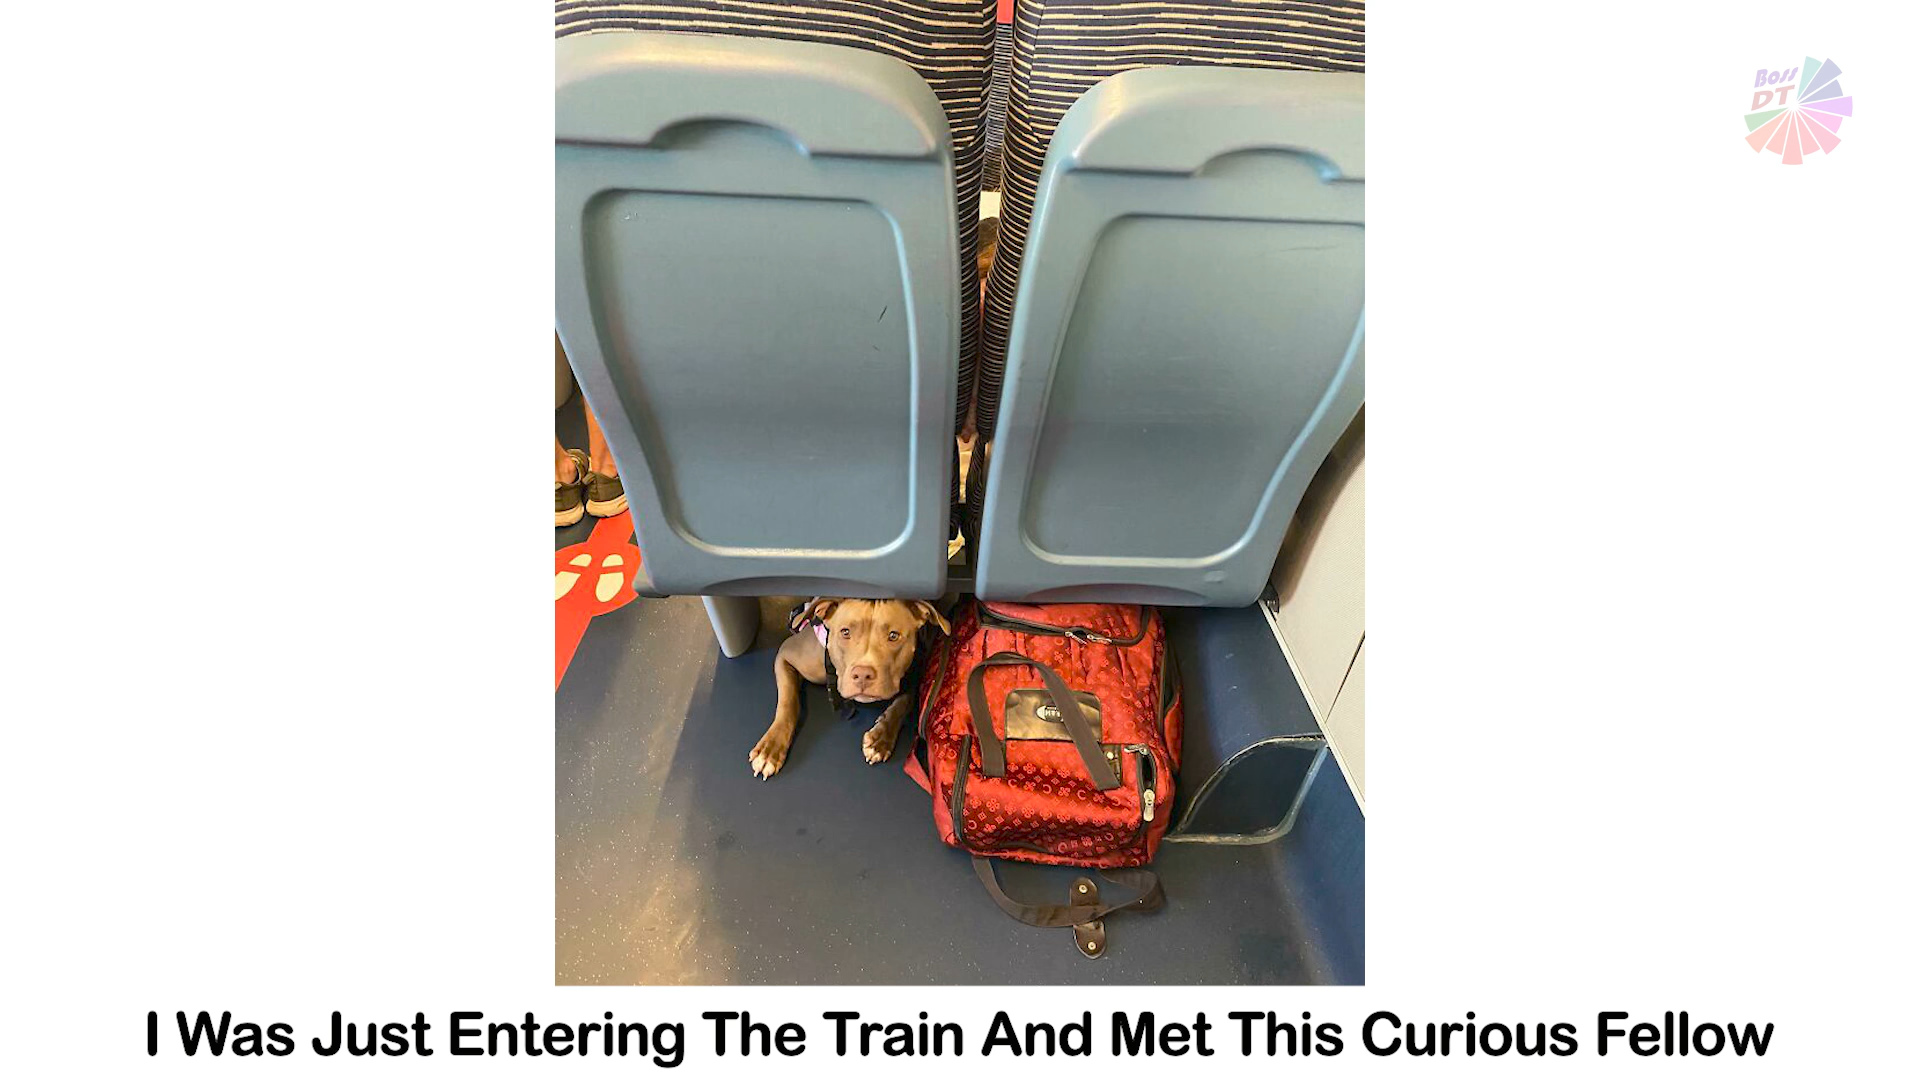 Boss
DT
I Was Just Entering The Train And Met This Curious Fellow